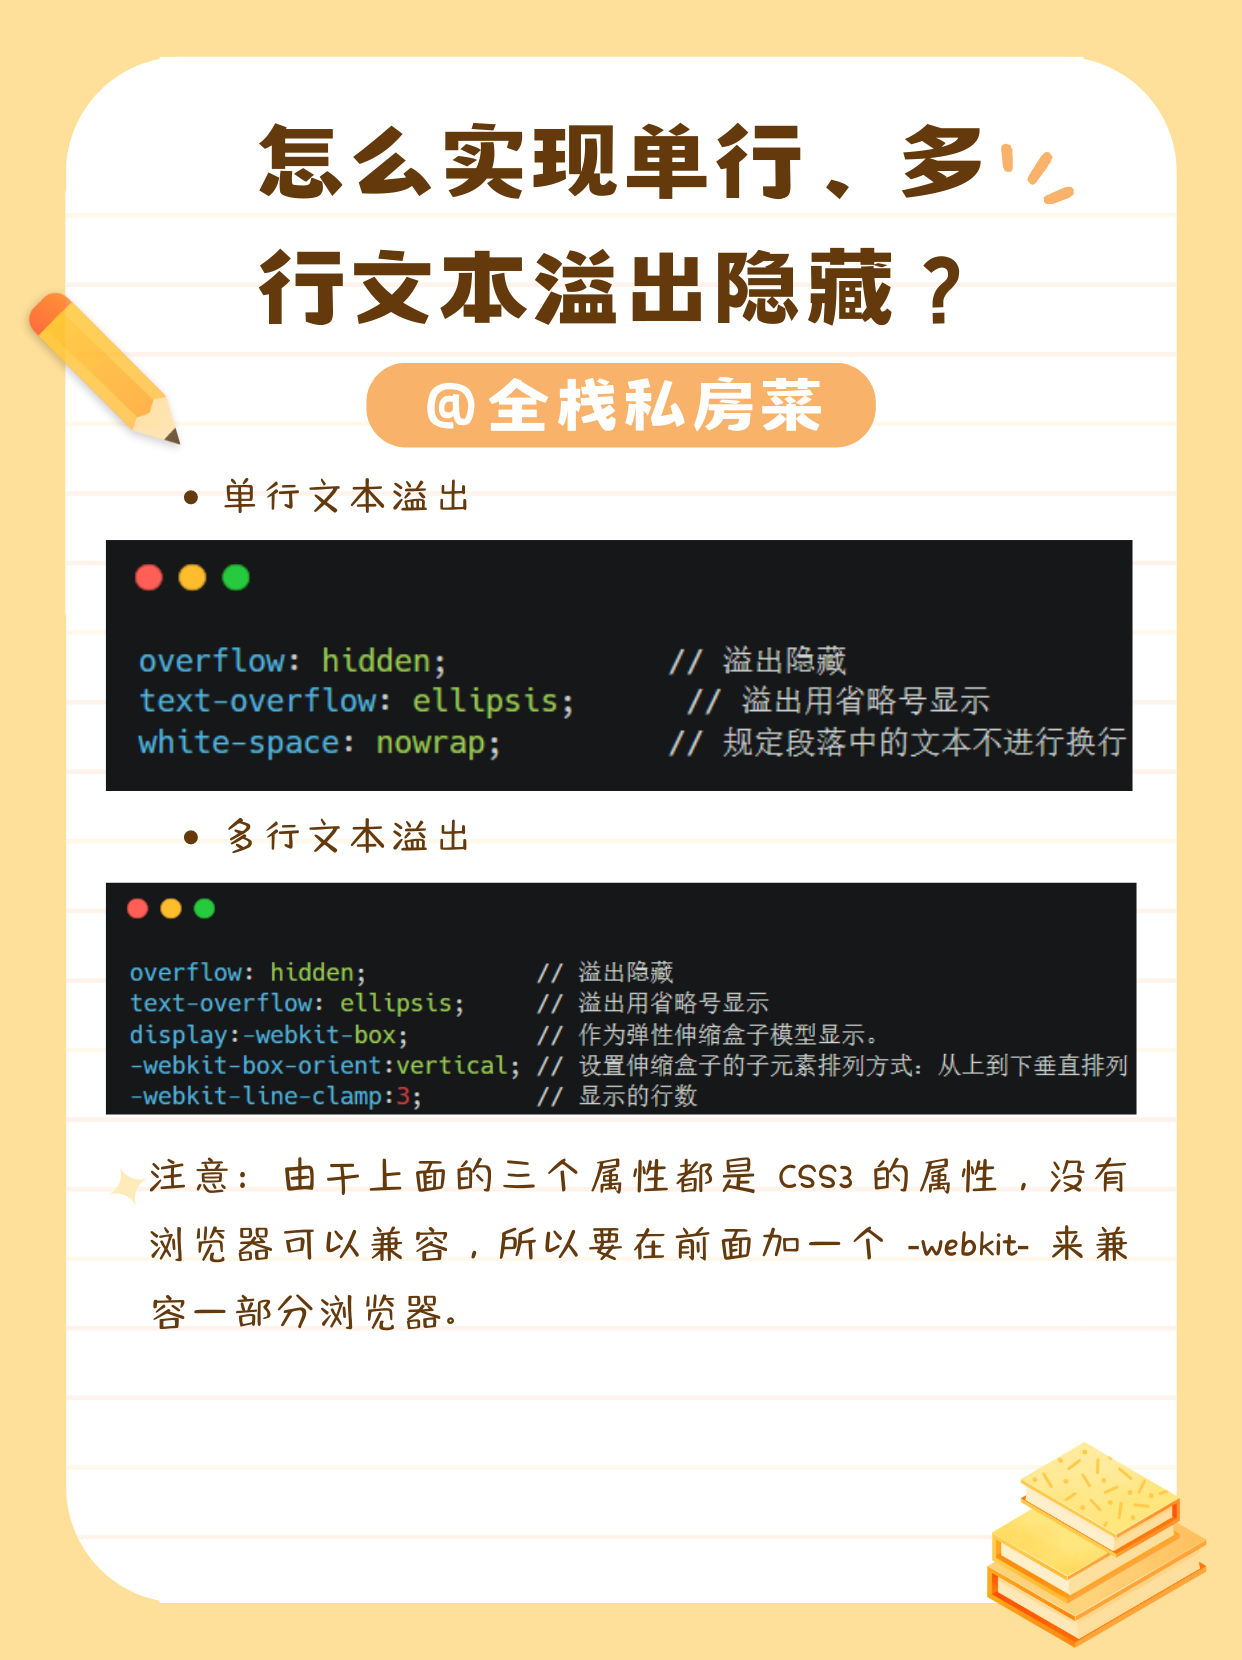 怎么实现单行、多
行文本溢出隐藏？
@全栈私房菜
• 单行文本溢出
overflow: hidden; // 溢出隐藏
text-overflow: ellipsis; // 溢出用省略号显示
white-space: nowrap; // 规定段落中的文本不进行换行
• 多行文本溢出
overflow: hidden; // 溢出隐藏
text-overflow: ellipsis; // 溢出用省略号显示
display:-webkit-box; // 作为弹性伸缩盒子模型显示。
-webkit-box-orient:vertical; // 设置伸缩盒子的子元素排列方式：从上到下垂直排列
-webkit-line-clamp:3; // 显示的行数
注意：由于上面的三个属性都是 CSS3 的属性，没有
浏览器可以兼容，所以要在前面加一个 -webkit- 来兼
容一部分浏览器。